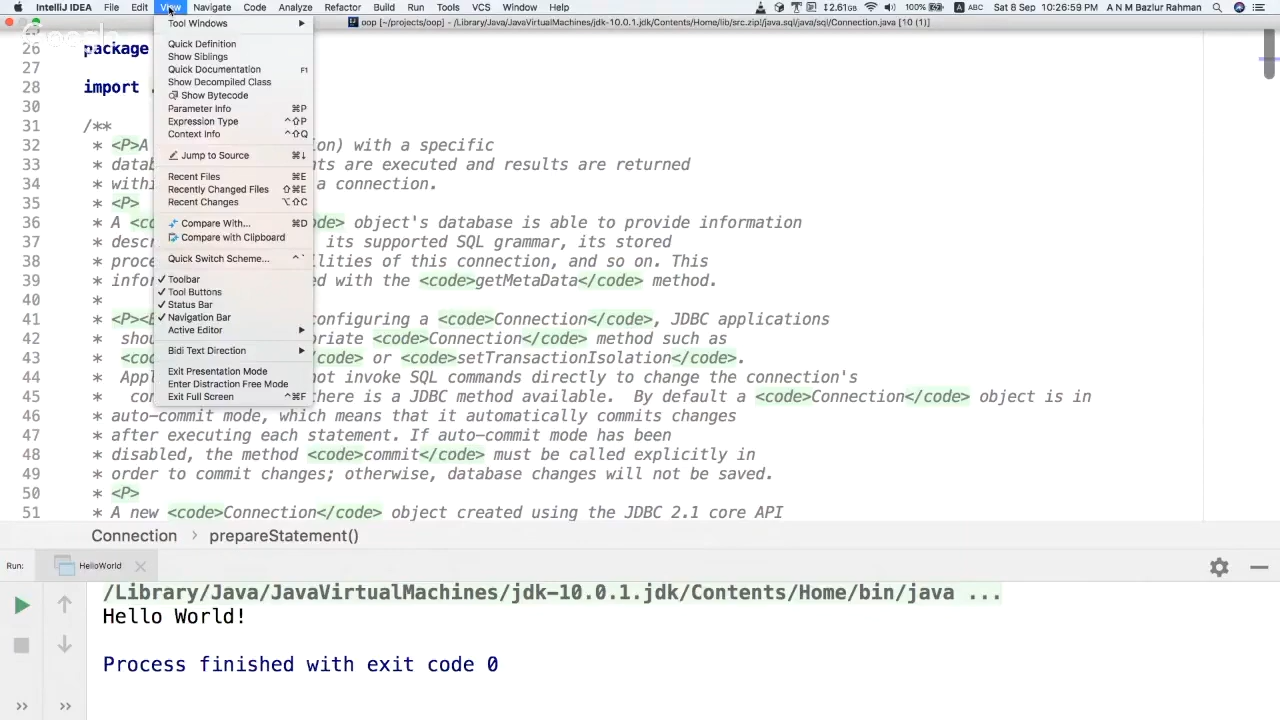 IntelliJ IDEA File Edit View Navigate Code Analyze Refactor Build Run Tools VCS Window Help 2.61GB 100% A ABC Sat 8 Sep 10:26:59 PM A N M Bazlur Rahman
oop [~/projects/oop] - /Library/Java/JavaVirtualMachines/jdk-10.0.1.jdk/Contents/Home/lib/src.zip!/java.sql/java/sql/Connection.java [10 (1)]
Google
Tool Windows
Quick Definition
Show Siblings
Quick Documentation F1
Show Decompiled Class
Show Bytecode
Parameter Info ⌘P
Expression Type ^⇧P
Context Info ^⇧Q
Jump to Source ⌘↓
Recent Files ⌘E
Recently Changed Files ⇧⌘E
Recent Changes ⌥⇧C
Compare With... ⌘D
Compare with Clipboard
Quick Switch Scheme... ^`
Toolbar
Tool Buttons
Status Bar
Navigation Bar
Active Editor
Bidi Text Direction
Exit Presentation Mode
Enter Distraction Free Mode
Exit Full Screen ^⌘F
26 package
27
28 import
30
31 /**
32 * <P>A on) with a specific
33 * datab nts are executed and results are returned
34 * withi a connection.
35 * <P>
36 * A <co de> object's database is able to provide information
37 * descr its supported SQL grammar, its stored
38 * proce ilities of this connection, and so on. This
39 * infor d with the <code>getMetaData</code> method.
40 *
41 * <P><B configuring a <code>Connection</code>, JDBC applications
42 * shou priate <code>Connection</code> method such as
43 * <co </code> or <code>setTransactionIsolation</code>.
44 * Appl not invoke SQL commands directly to change the connection's
45 * con there is a JDBC method available. By default a <code>Connection</code> object is in
46 * auto-commit mode, which means that it automatically commits changes
47 * after executing each statement. If auto-commit mode has been
48 * disabled, the method <code>commit</code> must be called explicitly in
49 * order to commit changes; otherwise, database changes will not be saved.
50 * <P>
51 * A new <code>Connection</code> object created using the JDBC 2.1 core API
Connection › prepareStatement()
Run: HelloWorld
/Library/Java/JavaVirtualMachines/jdk-10.0.1.jdk/Contents/Home/bin/java ...
Hello World!
Process finished with exit code 0